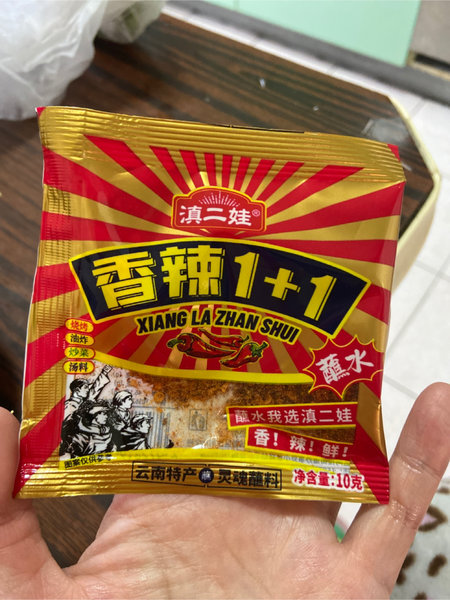 滇二娃®
香辣1+1
XIANG LA ZHAN SHUI
蘸水
烧烤
油炸
炒菜
汤料
蘸水我选滇二娃
香！辣！鲜！
图案仅供参考
云南特产 灵魂蘸料
净含量:10克